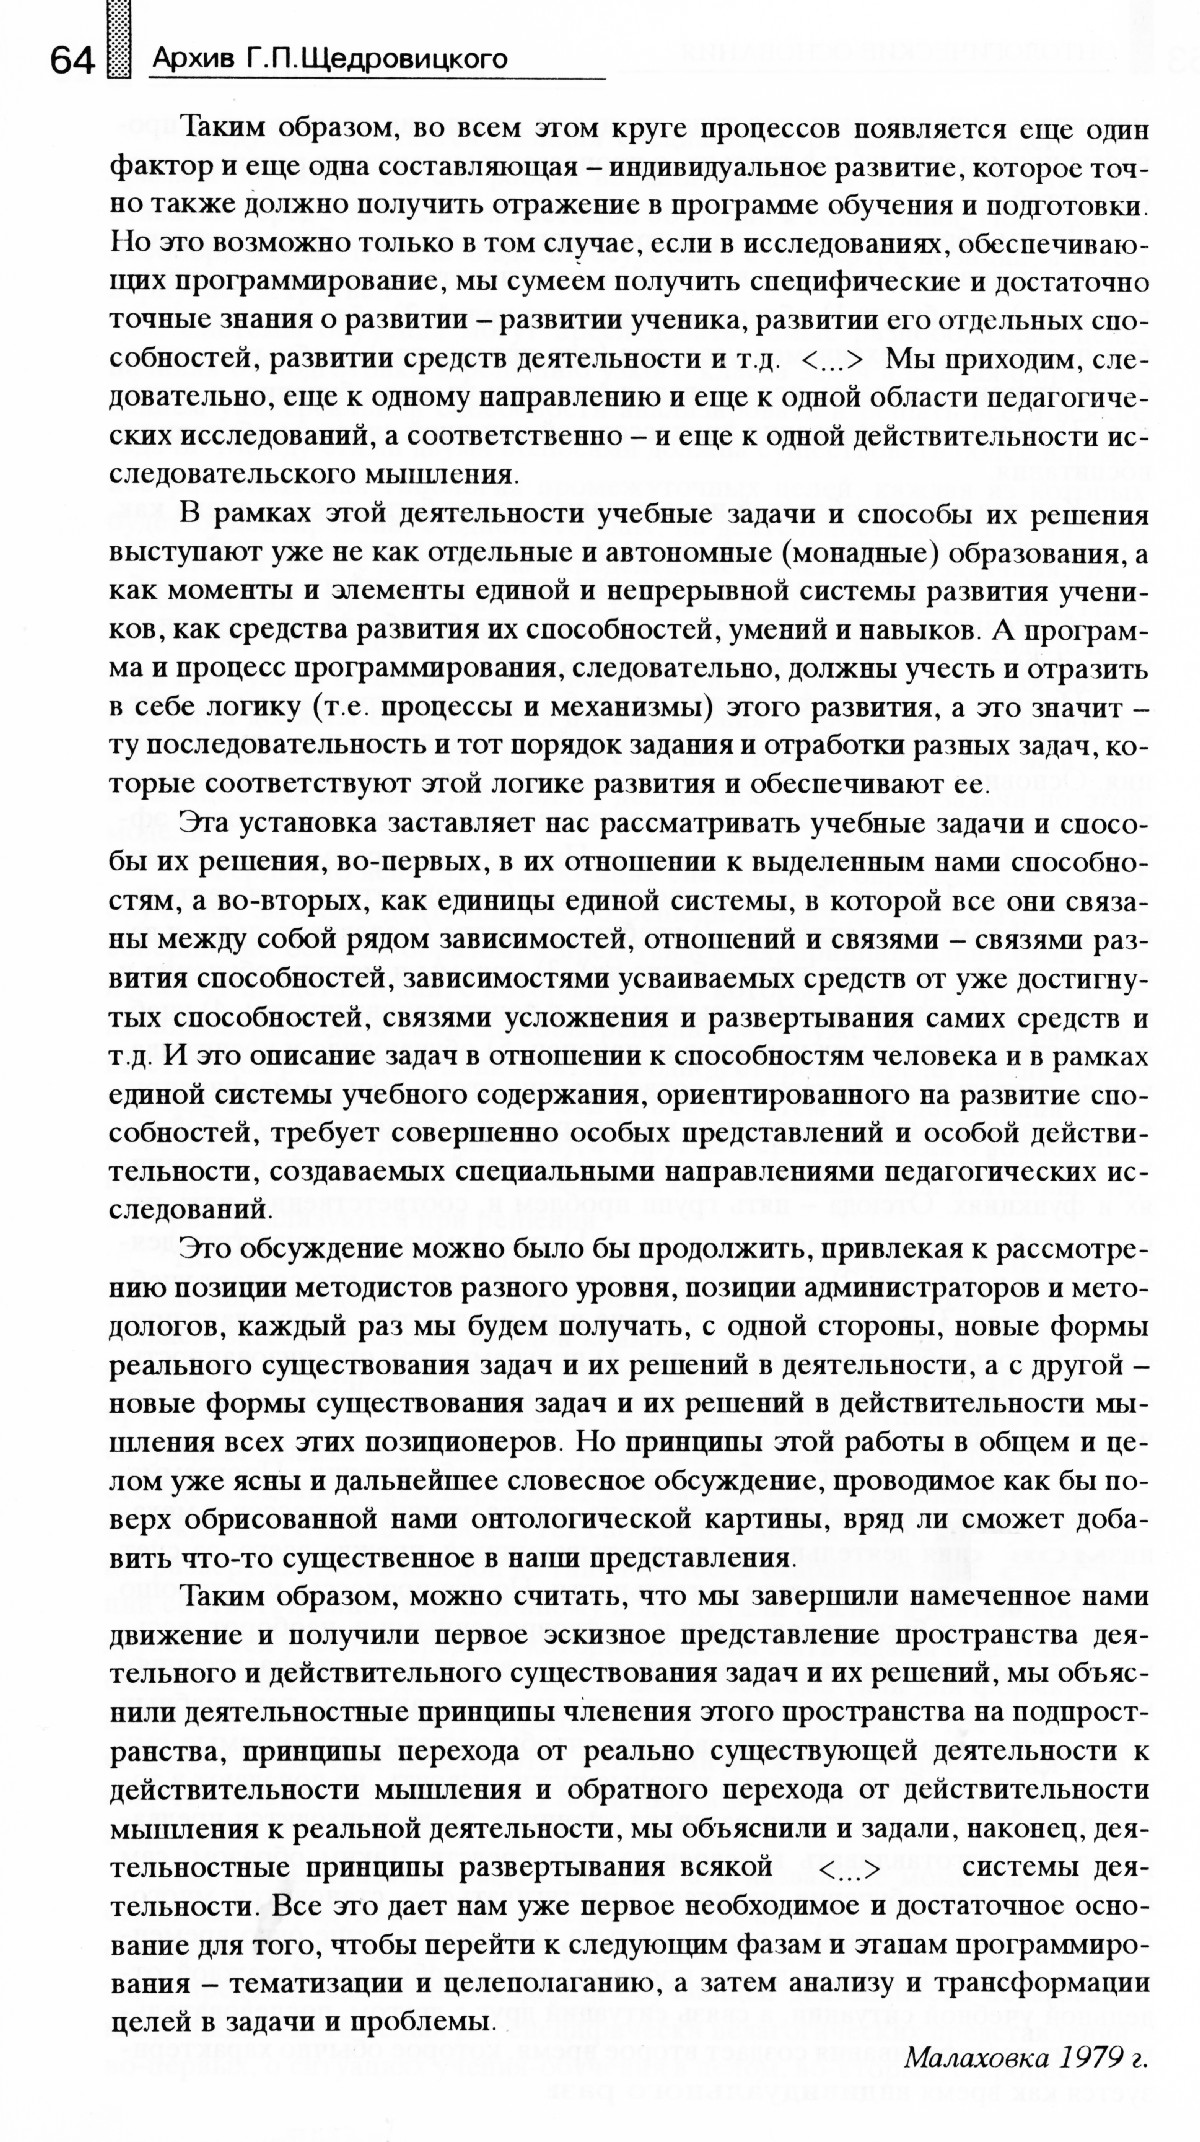 64 Архив Г.П.Щедровицкого
Таким образом, во всем этом круге процессов появляется еще один
фактор и еще одна составляющая – индивидуальное развитие, которое точ-
но также должно получить отражение в программе обучения и подготовки.
Но это возможно только в том случае, если в исследованиях, обеспечиваю-
щих программирование, мы сумеем получить специфические и достаточно
точные знания о развитии – развитии ученика, развитии его отдельных спо-
собностей, развитии средств деятельности и т.д. <...> Мы приходим, сле-
довательно, еще к одному направлению и еще к одной области педагогиче-
ских исследований, а соответственно – и еще к одной действительности ис-
следовательского мышления.
В рамках этой деятельности учебные задачи и способы их решения
выступают уже не как отдельные и автономные (монадные) образования, а
как моменты и элементы единой и непрерывной системы развития учени-
ков, как средства развития их способностей, умений и навыков. А програм-
ма и процесс программирования, следовательно, должны учесть и отразить
в себе логику (т.е. процессы и механизмы) этого развития, а это значит –
ту последовательность и тот порядок задания и отработки разных задач, ко-
торые соответствуют этой логике развития и обеспечивают ее.
Эта установка заставляет нас рассматривать учебные задачи и спосо-
бы их решения, во-первых, в их отношении к выделенным нами способно-
стям, а во-вторых, как единицы единой системы, в которой все они связа-
ны между собой рядом зависимостей, отношений и связями – связями раз-
вития способностей, зависимостями усваиваемых средств от уже достигну-
тых способностей, связями усложнения и развертывания самих средств и
т.д. И это описание задач в отношении к способностям человека и в рамках
единой системы учебного содержания, ориентированного на развитие спо-
собностей, требует совершенно особых представлений и особой действи-
тельности, создаваемых специальными направлениями педагогических ис-
следований.
Это обсуждение можно было бы продолжить, привлекая к рассмотре-
нию позиции методистов разного уровня, позиции администраторов и мето-
дологов, каждый раз мы будем получать, с одной стороны, новые формы
реального существования задач и их решений в деятельности, а с другой –
новые формы существования задач и их решений в действительности мы-
шления всех этих позиционеров. Но принципы этой работы в общем и це-
лом уже ясны и дальнейшее словесное обсуждение, проводимое как бы по-
верх обрисованной нами онтологической картины, вряд ли сможет доба-
вить что-то существенное в наши представления.
Таким образом, можно считать, что мы завершили намеченное нами
движение и получили первое эскизное представление пространства дея-
тельного и действительного существования задач и их решений, мы объяс-
нили деятельностные принципы членения этого пространства на подпрост-
ранства, принципы перехода от реально существующей деятельности к
действительности мышления и обратного перехода от действительности
мышления к реальной деятельности, мы объяснили и задали, наконец, дея-
тельностные принципы развертывания всякой <...> системы дея-
тельности. Все это дает нам уже первое необходимое и достаточное осно-
вание для того, чтобы перейти к следующим фазам и этапам программиро-
вания – тематизации и целеполаганию, а затем анализу и трансформации
целей в задачи и проблемы.
Малаховка 1979 г.